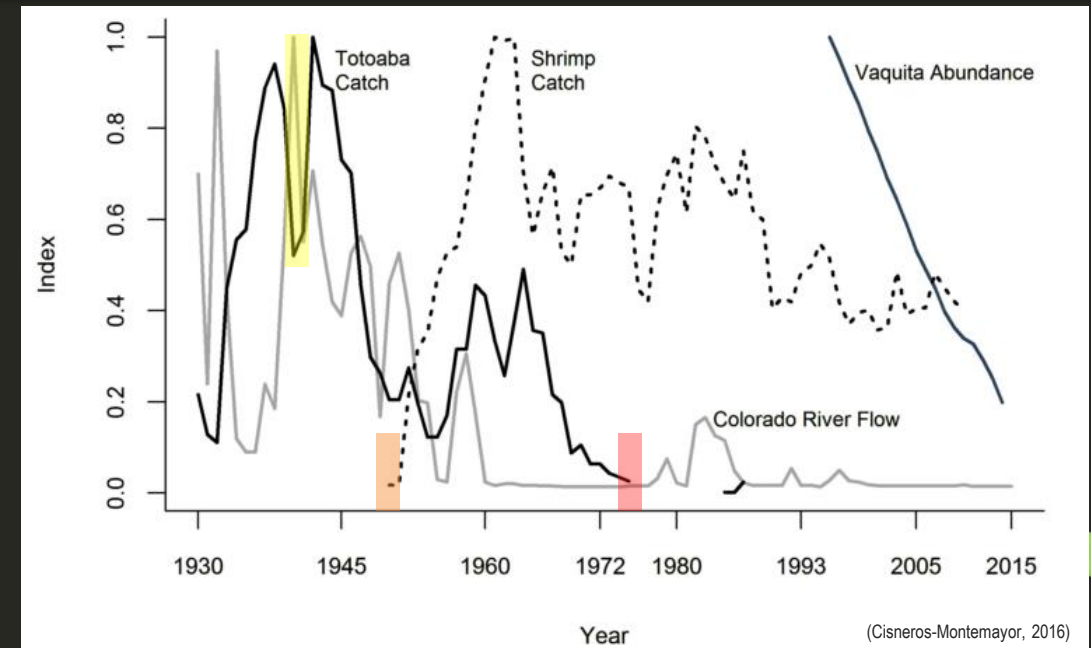 1.0
0.8
0.6
0.4
0.2
0.0
Index
Totoaba
Catch
Shrimp
Catch
Vaquita Abundance
Colorado River Flow
1930 1945 1960 1972 1980 1993 2005 2015
Year
(Cisneros-Montemayor, 2016)